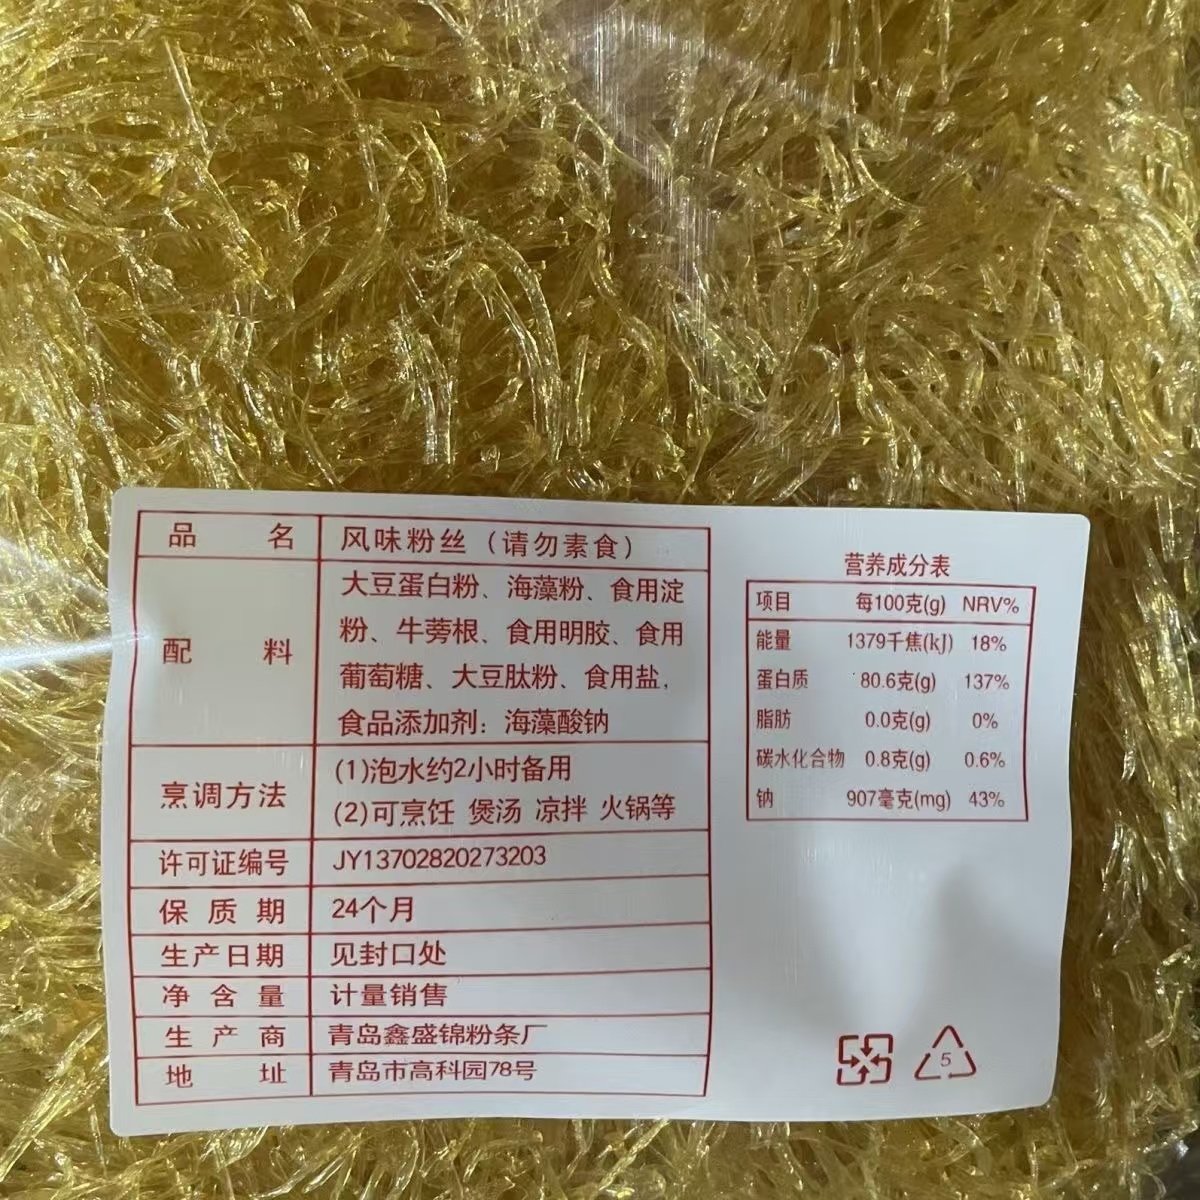 品名 风味粉丝（请勿素食）
配料 大豆蛋白粉、海藻粉、食用淀
粉、牛蒡根、食用明胶、食用
葡萄糖、大豆肽粉、食用盐，
食品添加剂：海藻酸钠
烹调方法 (1)泡水约2小时备用
(2)可烹饪 煲汤 凉拌 火锅等
许可证编号 JY13702820273203
保质期 24个月
生产日期 见封口处
净含量 计量销售
生产商 青岛鑫盛锦粉条厂
地址 青岛市高科园78号
营养成分表
项目 每100克(g) NRV%
能量 1379千焦(kJ) 18%
蛋白质 80.6克(g) 137%
脂肪 0.0克(g) 0%
碳水化合物 0.8克(g) 0.6%
钠 907毫克(mg) 43%
5